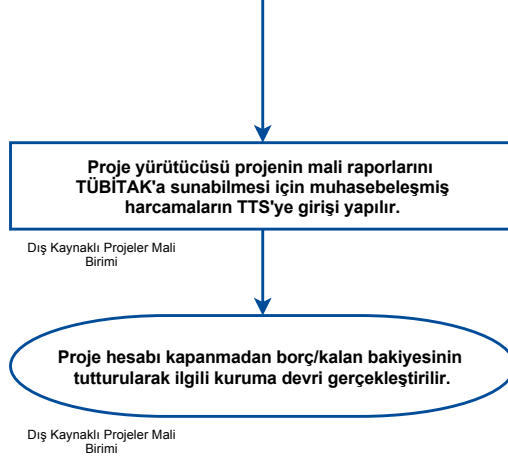 Proje yürütücüsü projenin mali raporlarını
TÜBİTAK'a sunabilmesi için muhasebeleşmiş
harcamaların TTS'ye girişi yapılır.
Dış Kaynaklı Projeler Mali
Birimi
Proje hesabı kapanmadan borç/kalan bakiyesinin
tutturularak ilgili kuruma devri gerçekleştirilir.
Dış Kaynaklı Projeler Mali
Birimi